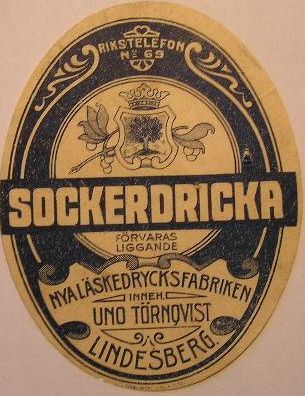 RIKSTELEFON
No 69
SOCKERDRICKA
FÖRVARAS
LIGGANDE
NYA LÄSKEDRYCKSFABRIKEN
INNEH.
UNO TÖRNQVIST
LINDESBERG.